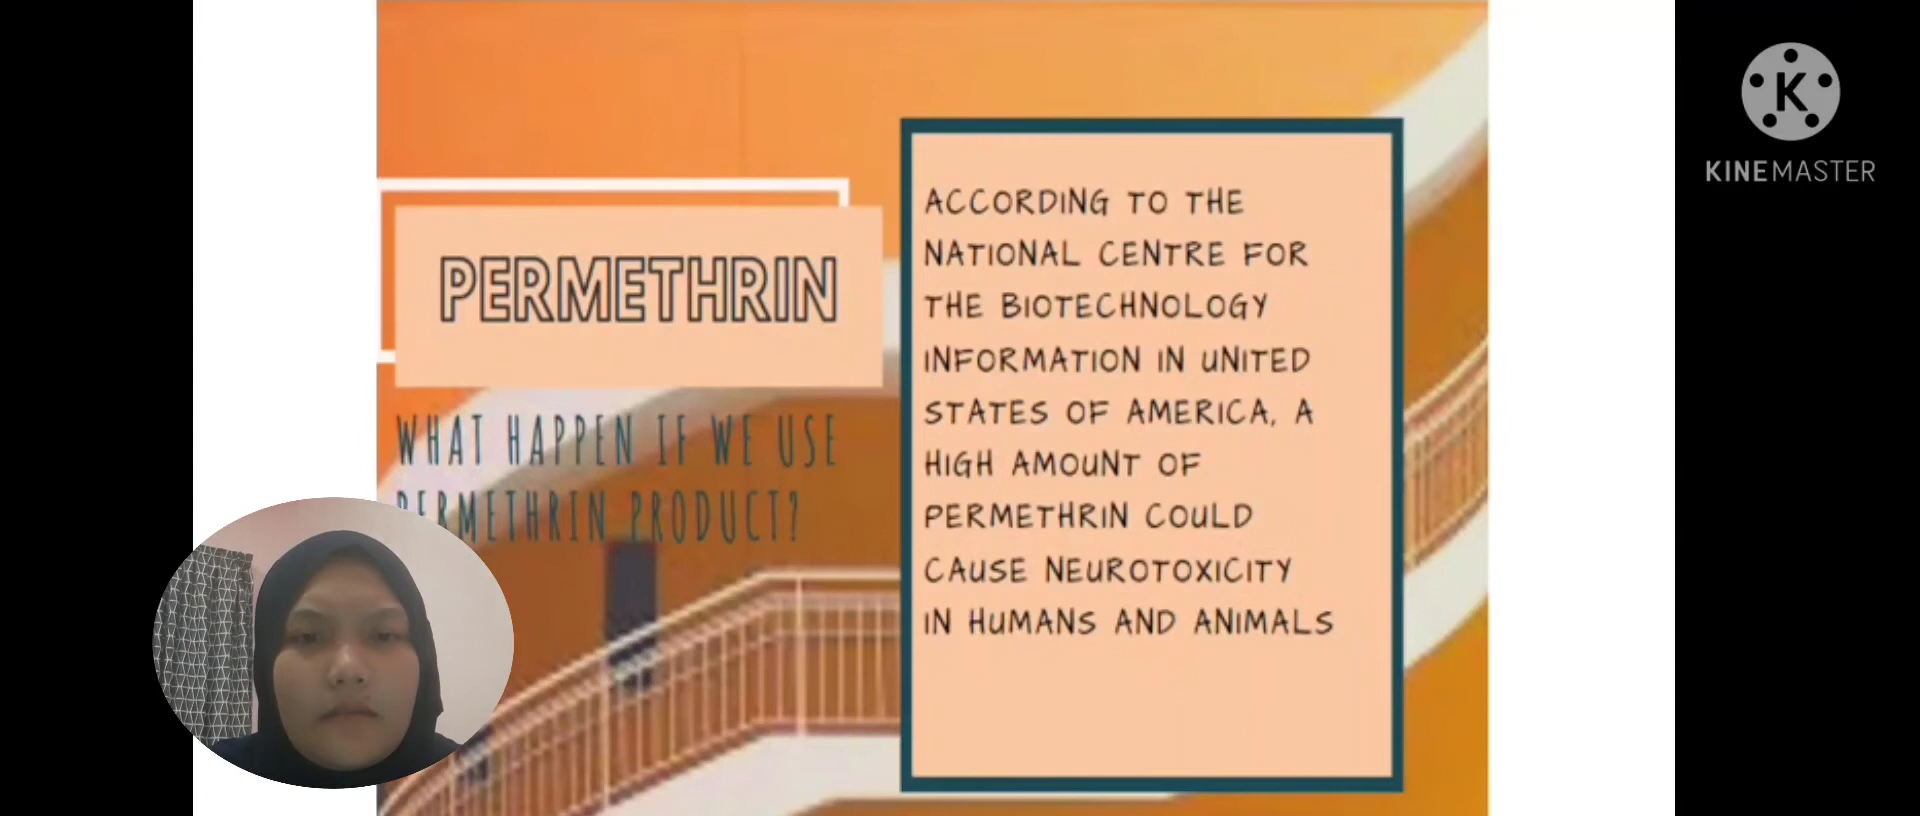 PERMETHRIN
WHAT HAPPEN IF WE USE
PERMETHRIN PRODUCT?
ACCORDING TO THE
NATIONAL CENTRE FOR
THE BIOTECHNOLOGY
INFORMATION IN UNITED
STATES OF AMERICA, A
HIGH AMOUNT OF
PERMETHRIN COULD
CAUSE NEUROTOXICITY
IN HUMANS AND ANIMALS
K
KINEMASTER